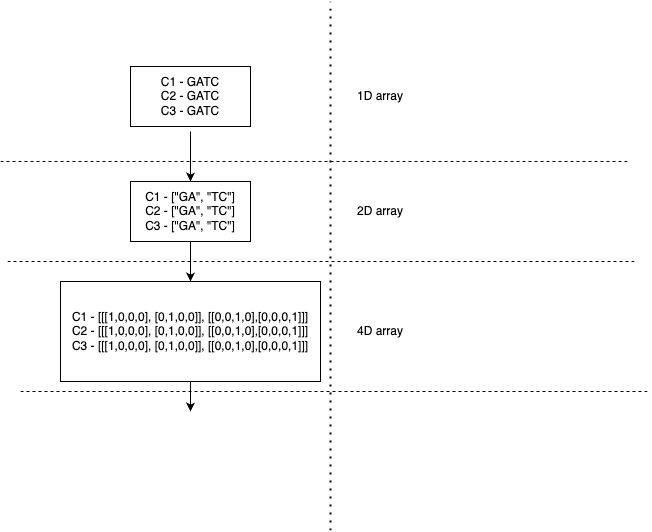 C1 - GATC
C2 - GATC
C3 - GATC
1D array
C1 - ["GA", "TC"]
C2 - ["GA", "TC"]
C3 - ["GA", "TC"]
2D array
C1 - [[[1,0,0,0], [0,1,0,0]], [[0,0,1,0],[0,0,0,1]]]
C2 - [[[1,0,0,0], [0,1,0,0]], [[0,0,1,0],[0,0,0,1]]]
C3 - [[[1,0,0,0], [0,1,0,0]], [[0,0,1,0],[0,0,0,1]]]
4D array